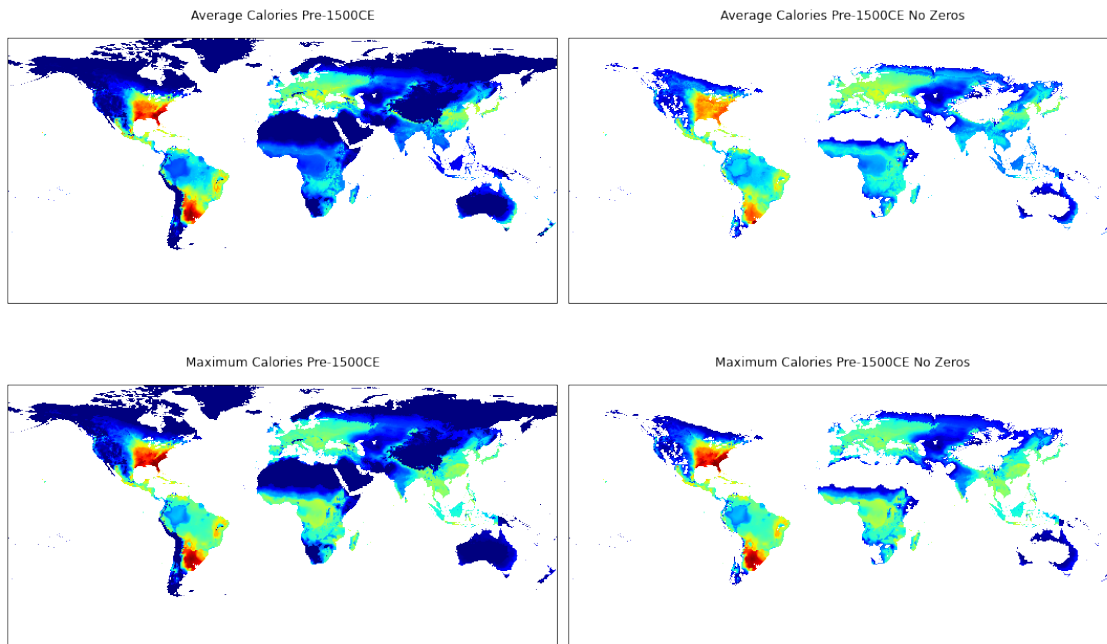 Average Calories Pre-1500CE
Average Calories Pre-1500CE No Zeros
Maximum Calories Pre-1500CE
Maximum Calories Pre-1500CE No Zeros